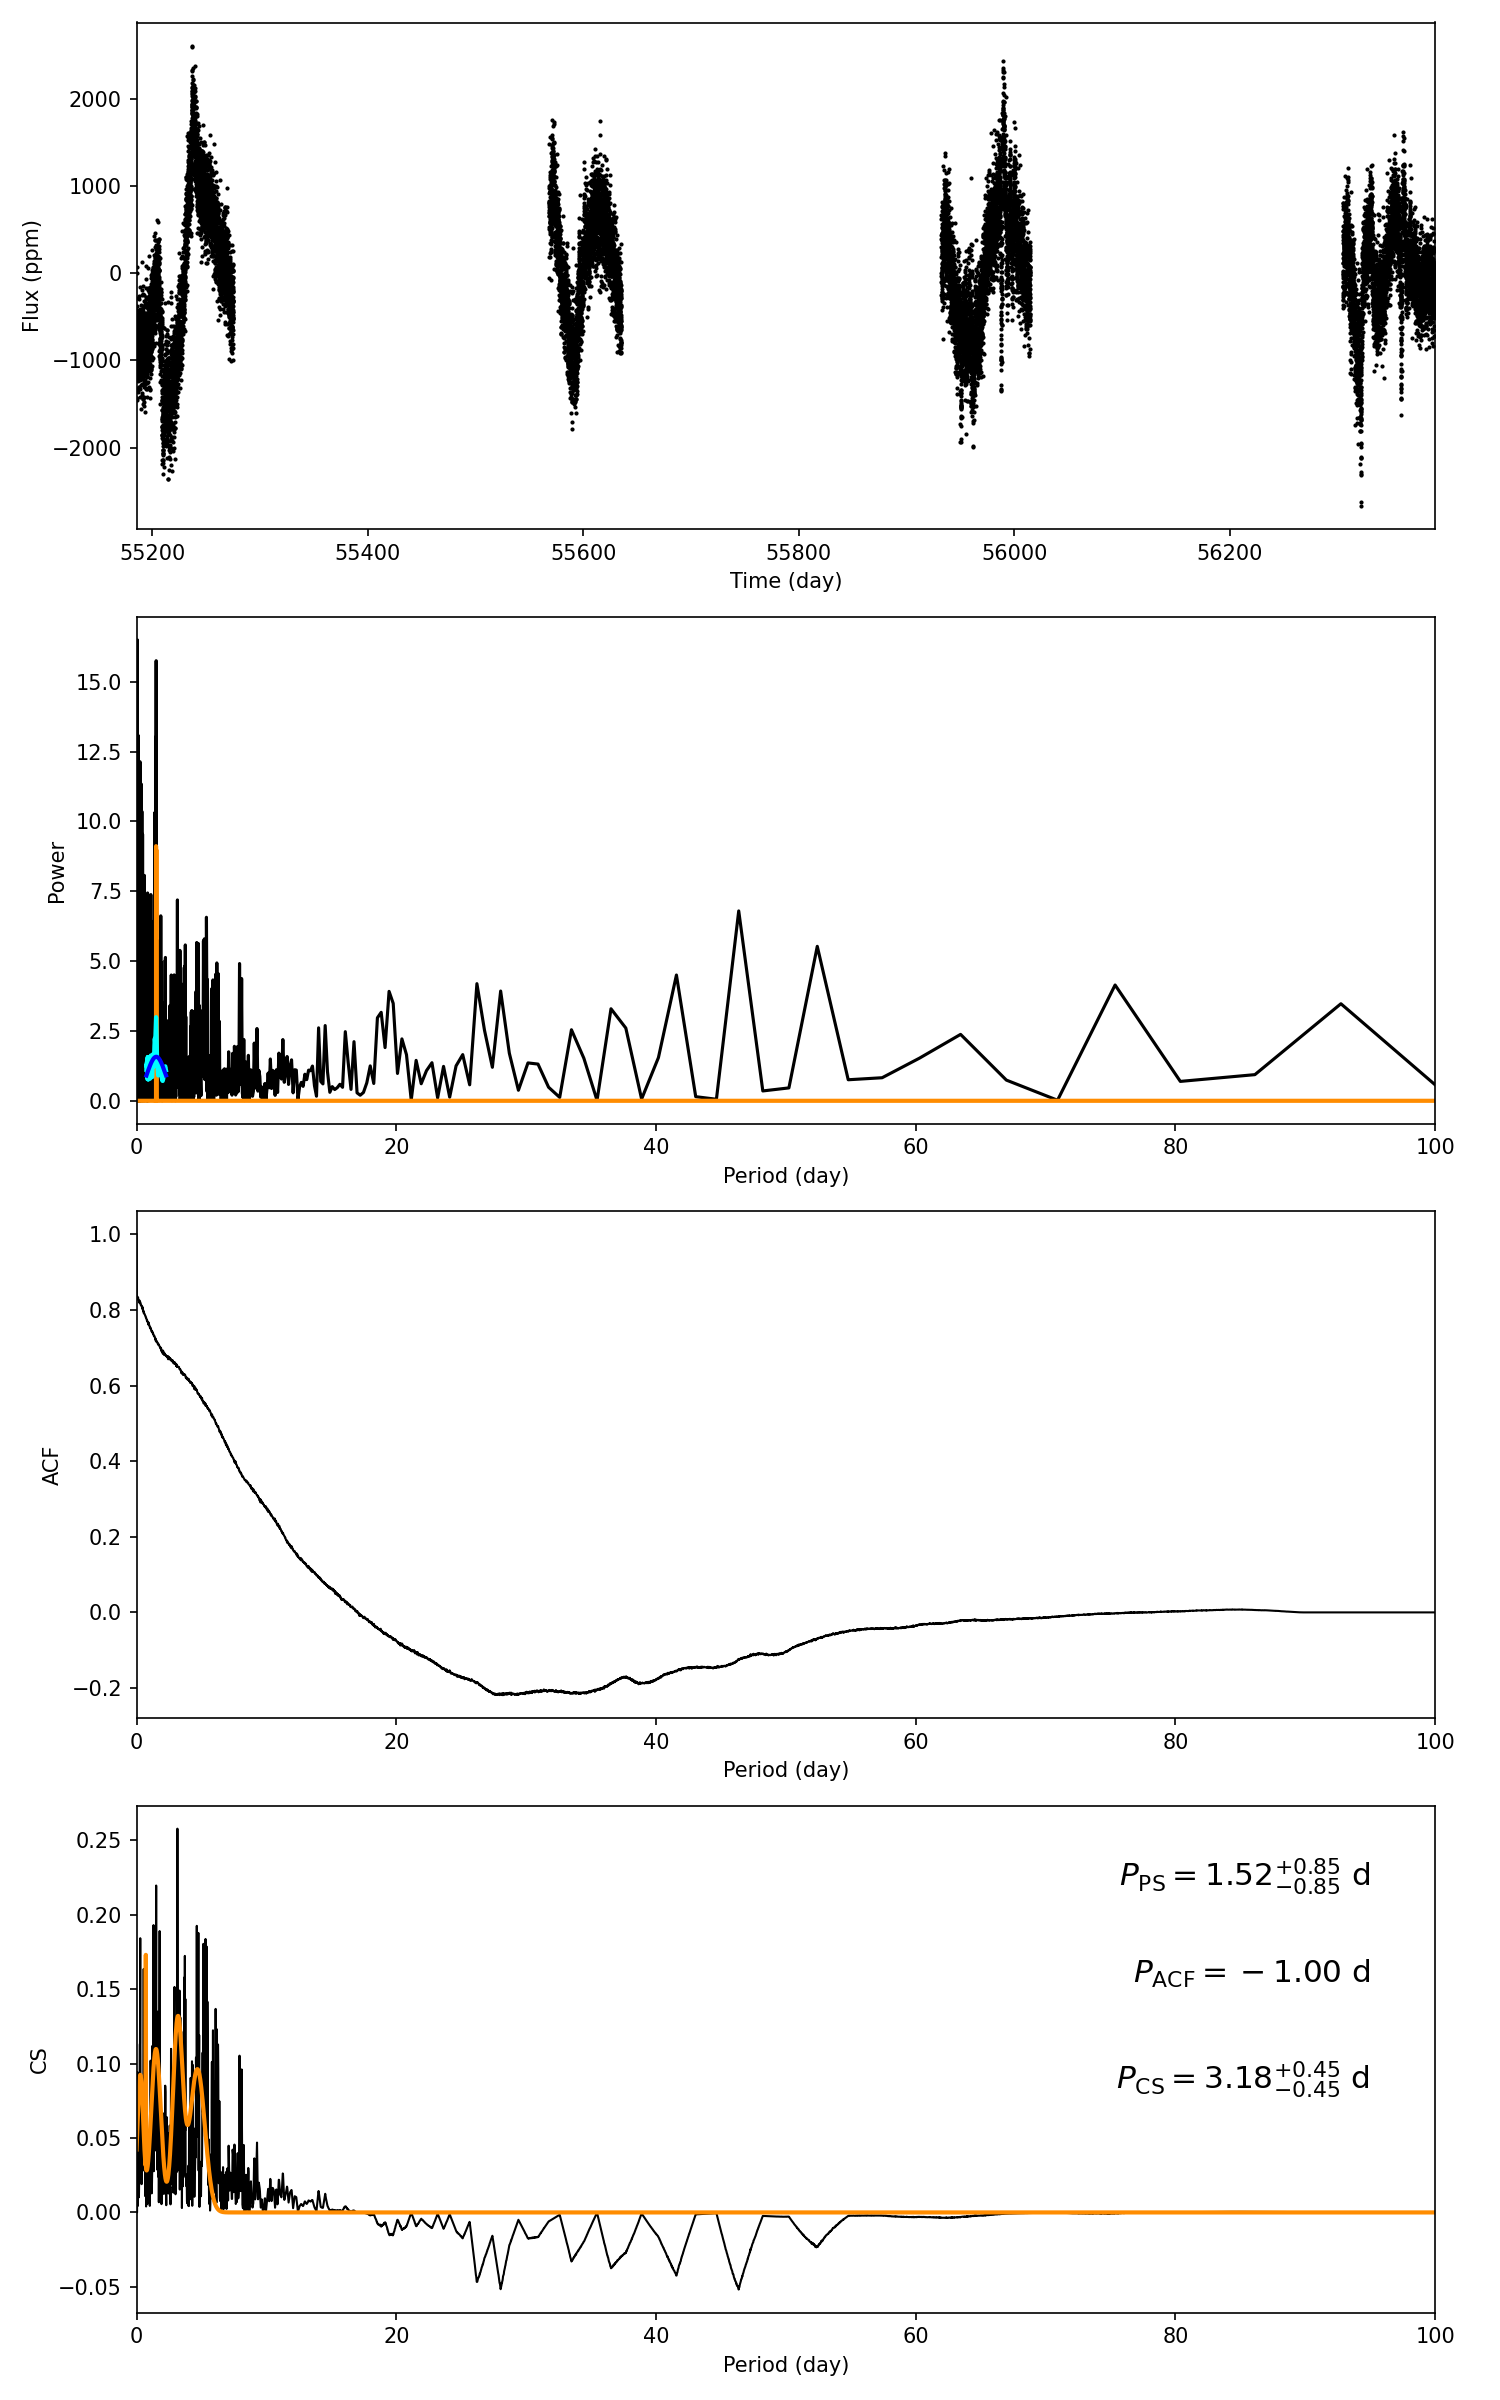 2000
1000
0
−1000
−2000
Flux (ppm)
55200 55400 55600 55800 56000 56200
Time (day)
15.0
12.5
10.0
7.5
5.0
2.5
0.0
Power
0 20 40 60 80 100
Period (day)
1.0
0.8
0.6
0.4
0.2
0.0
−0.2
ACF
0 20 40 60 80 100
Period (day)
0.25
0.20
0.15
0.10
0.05
0.00
−0.05
CS
P_PS = 1.52^{+0.85}_{−0.85} d
P_ACF = −1.00 d
P_CS = 3.18^{+0.45}_{−0.45} d
0 20 40 60 80 100
Period (day)